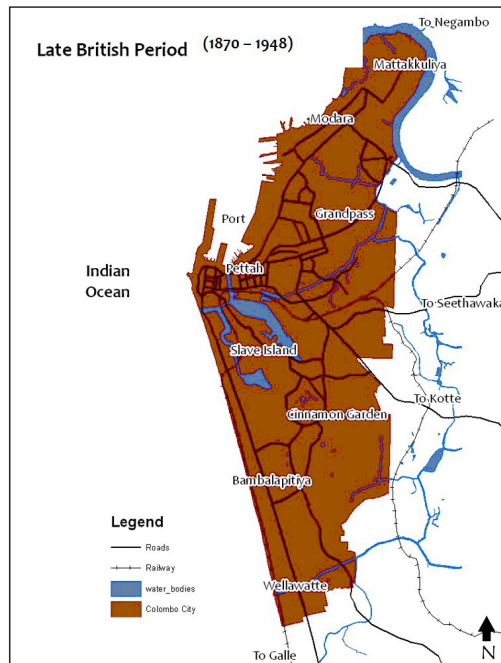 To Negambo
Late British Period (1870 – 1948)
Mattakkuliya
Modara
Port
Grandpass
Pettah
Indian
Ocean
To Seethawaka
Slave Island
To Kotte
Cinnamon Garden
Bambalapitiya
Legend
Roads
Railway
water_bodies
Colombo City
Wellawatte
To Galle
N